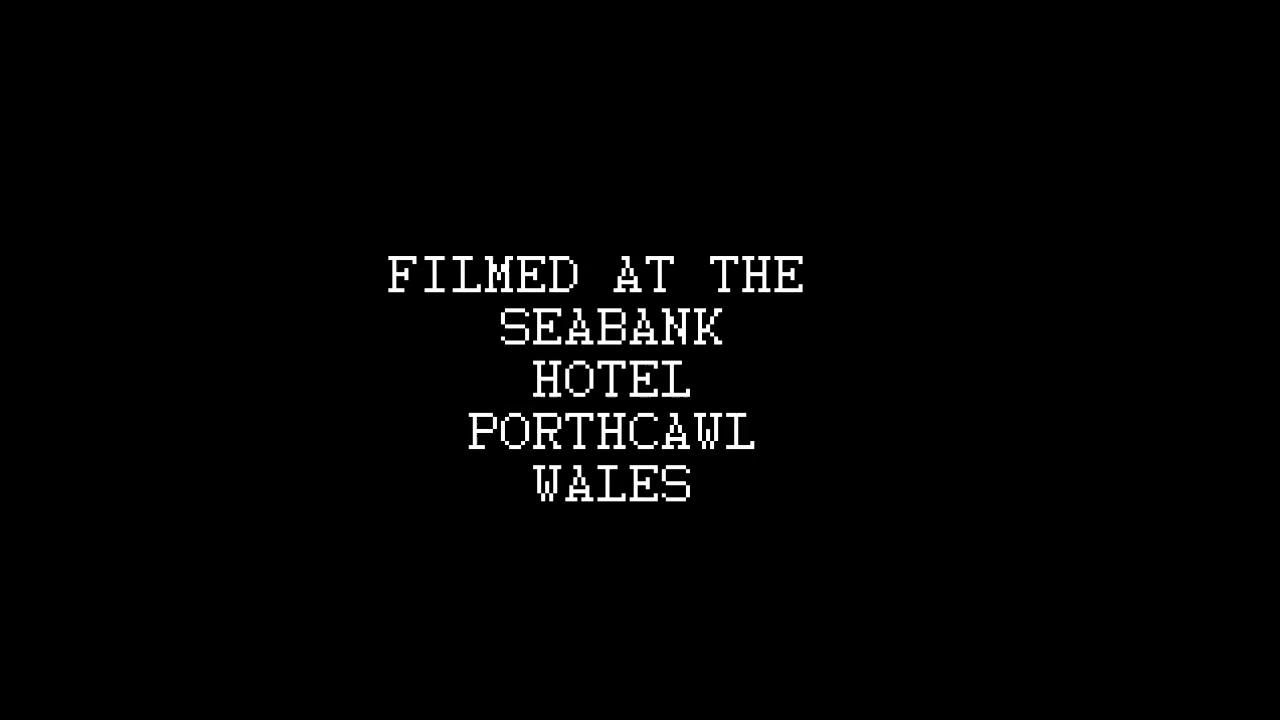 FILMED AT THE
SEABANK
HOTEL
PORTHCAWL
WALES